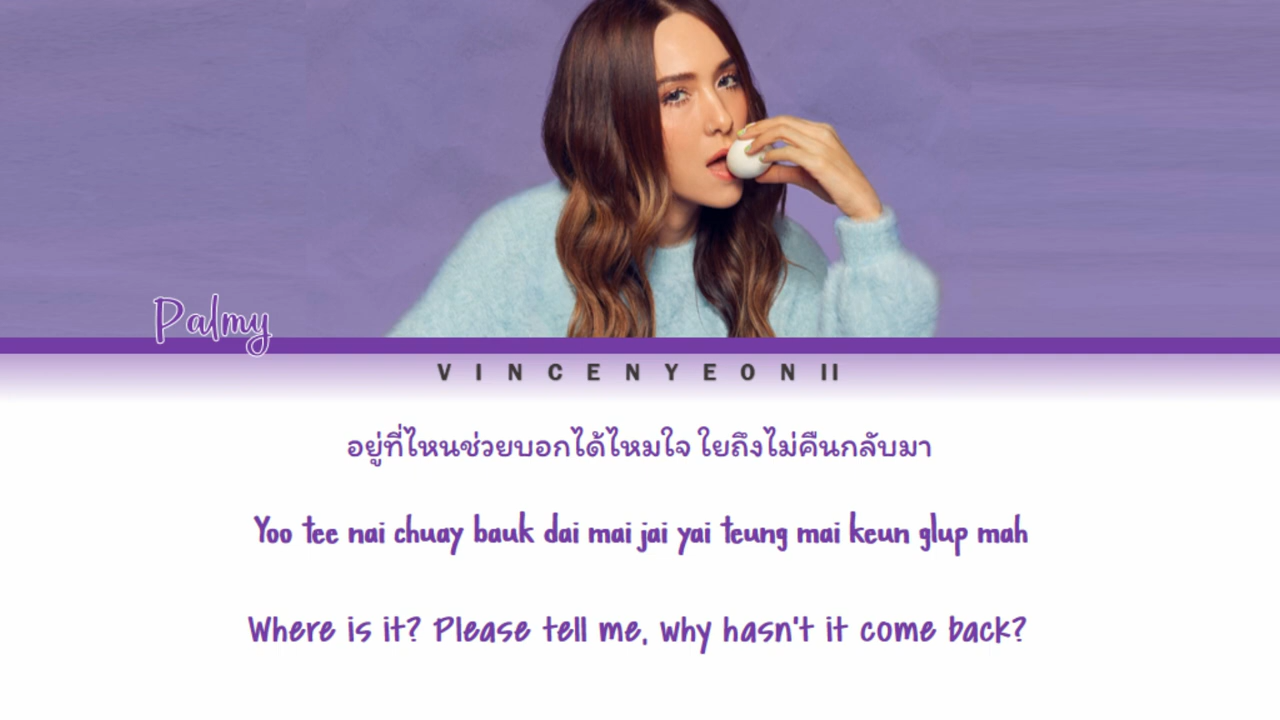 Palmy
VINCENYEONII
อยู่ที่ไหนช่วยบอกได้ไหมใจ ใยถึงไม่คืนกลับมา
Yoo tee nai chuay bauk dai mai jai yai teung mai keun glup mah
Where is it? Please tell me, why hasn't it come back?